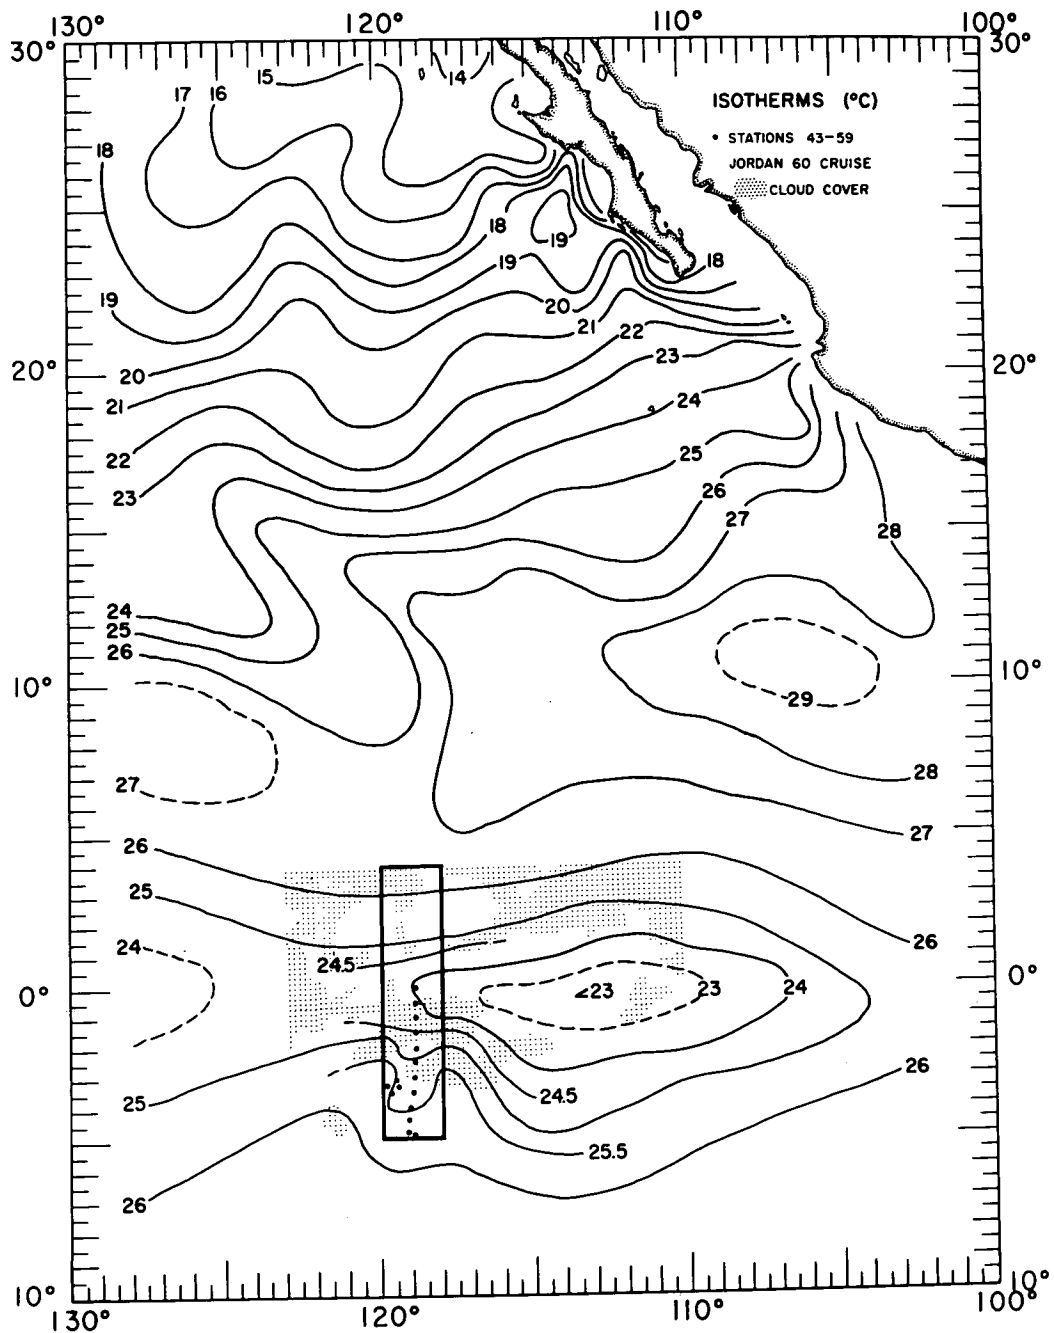 130° 120° 110° 100°
30° 30°
ISOTHERMS (°C)
• STATIONS 43-59
JORDAN 60 CRUISE
CLOUD COVER
17 16 15 14
18
18 19 18
19 19
20 21 22
23
20° 20°
20
21 24
22 25
23 26
27
28
24
25
26
10° 10°
29
27 28
27
26
25
24 26
24.5
0° 23 23 24 0°
25 24.5 26
25.5
26
10° 10°
130° 120° 110° 100°